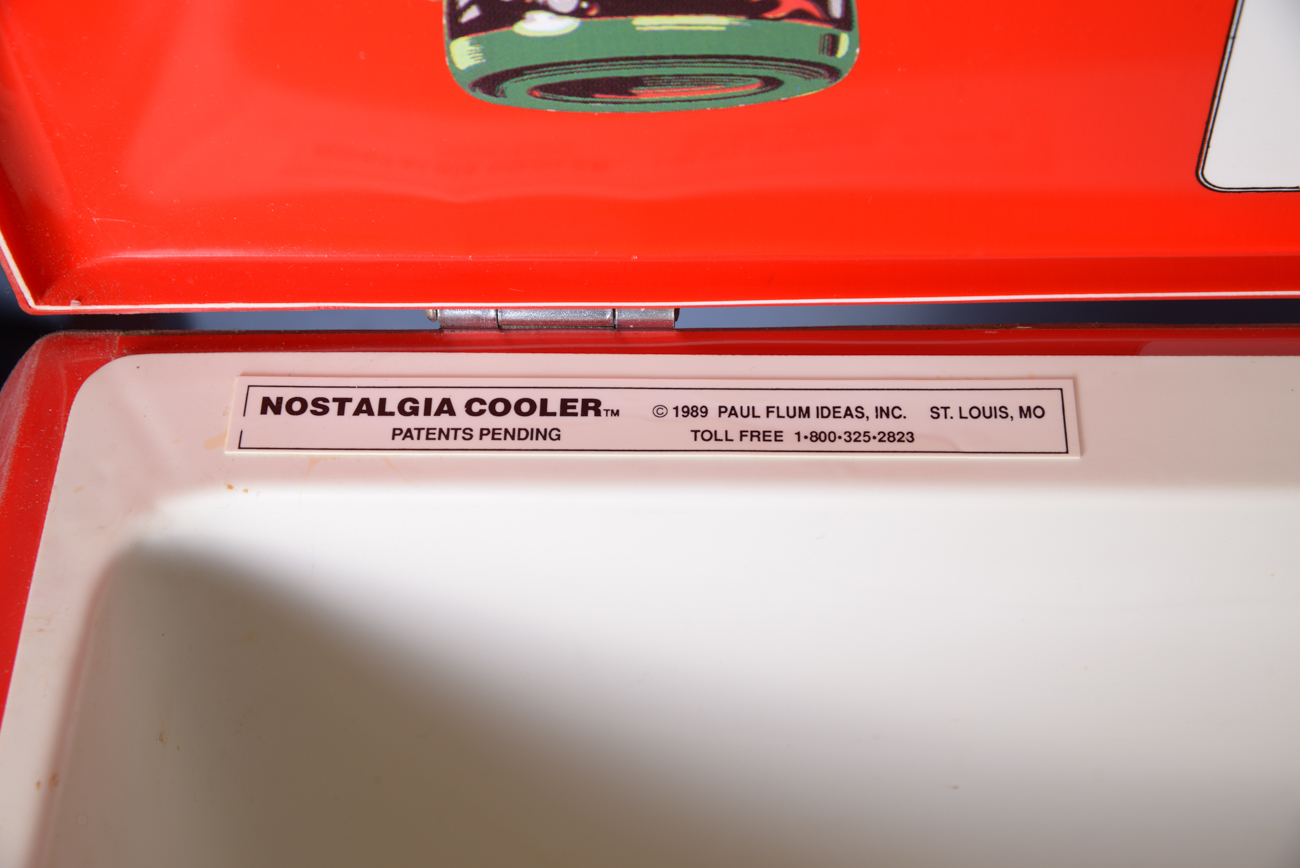 NOSTALGIA COOLER™ © 1989 PAUL FLUM IDEAS, INC. ST. LOUIS, MO
PATENTS PENDING TOLL FREE 1•800•325•2823